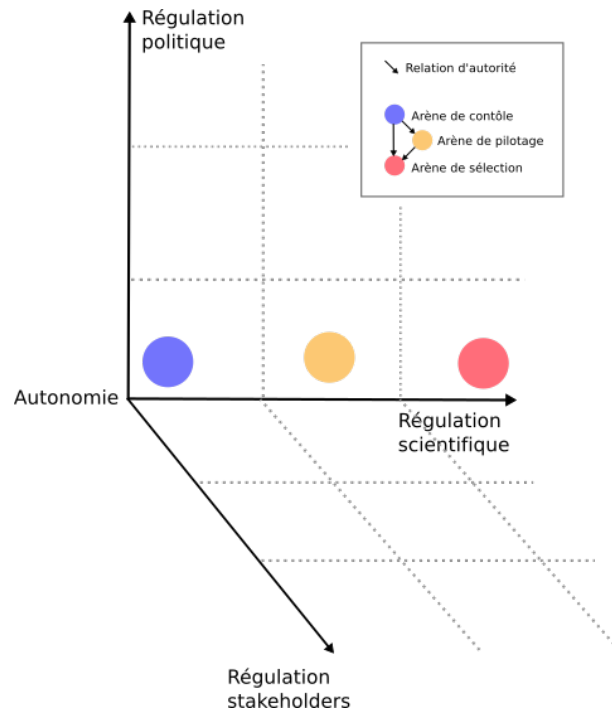 Régulation
politique
Relation d'autorité
Arène de contôle
Arène de pilotage
Arène de sélection
Autonomie
Régulation
scientifique
Régulation
stakeholders